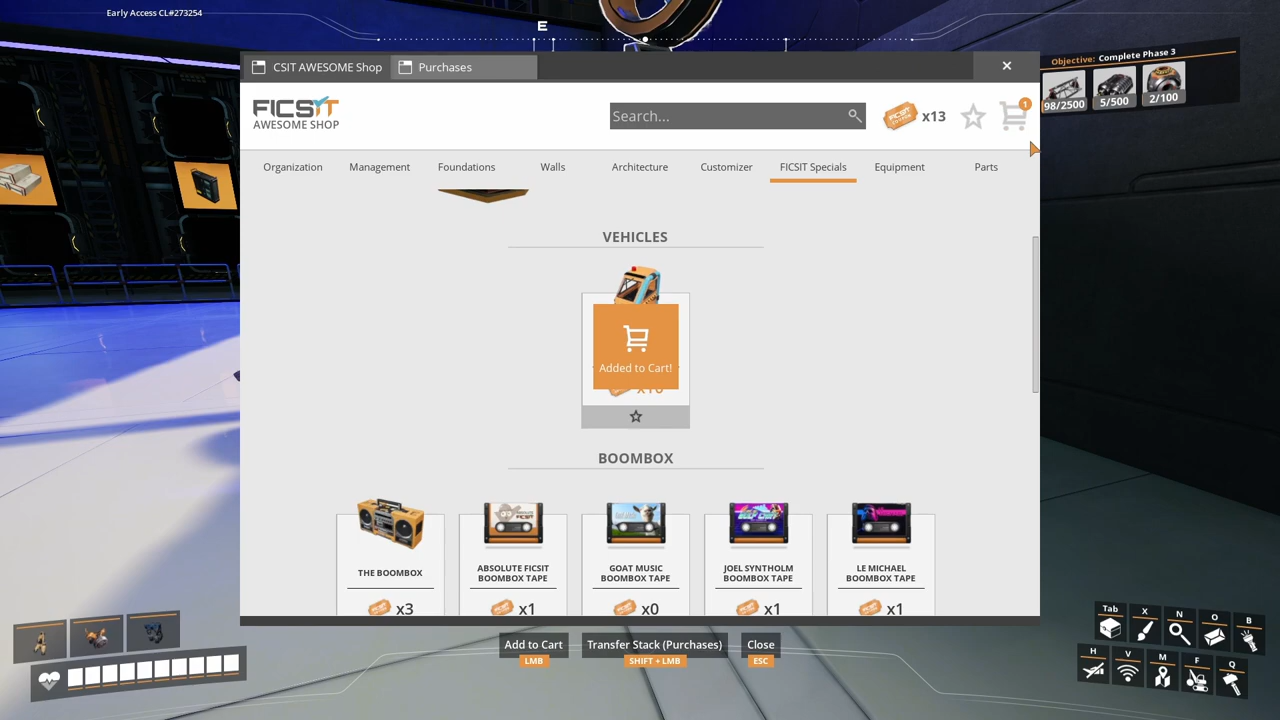 Early Access CL#273254
E
Objective: Complete Phase 3
98/2500
5/500
2/100
CSIT AWESOME Shop
Purchases
FICSIT
AWESOME SHOP
Search...
x13
1
Organization
Management
Foundations
Walls
Architecture
Customizer
FICSIT Specials
Equipment
Parts
VEHICLES
Added to Cart!
BOOMBOX
THE BOOMBOX
x3
ABSOLUTE FICSIT
BOOMBOX TAPE
x1
GOAT MUSIC
BOOMBOX TAPE
x0
JOEL SYNTHOLM
BOOMBOX TAPE
x1
LE MICHAEL
BOOMBOX TAPE
x1
Add to Cart
LMB
Transfer Stack (Purchases)
SHIFT + LMB
Close
ESC
Tab
X
N
O
B
H
V
M
F
Q